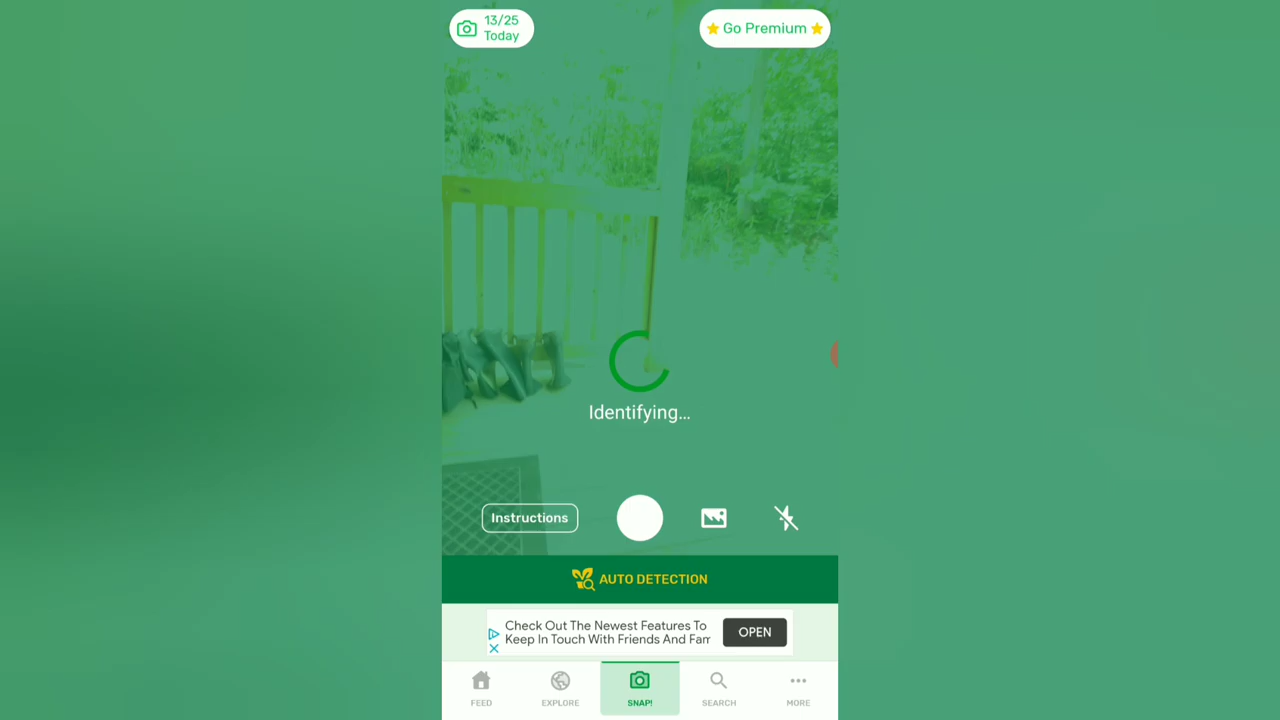 13/25
Today
Go Premium
Identifying...
Instructions
AUTO DETECTION
Check Out The Newest Features To
Keep In Touch With Friends And Fam
OPEN
FEED
EXPLORE
SNAP!
SEARCH
MORE